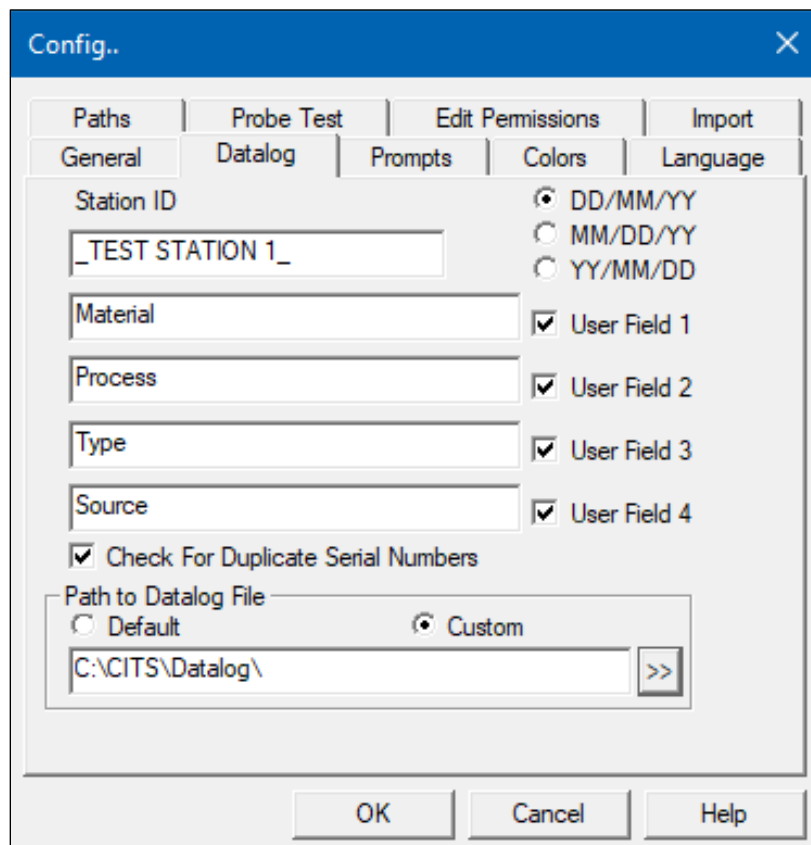 Config..
Paths Probe Test Edit Permissions Import
General Datalog Prompts Colors Language
Station ID
DD/MM/YY
_TEST STATION 1_
MM/DD/YY
YY/MM/DD
Material User Field 1
Process User Field 2
Type User Field 3
Source User Field 4
Check For Duplicate Serial Numbers
Path to Datalog File
Default Custom
C:\CITS\Datalog\ >>
OK Cancel Help